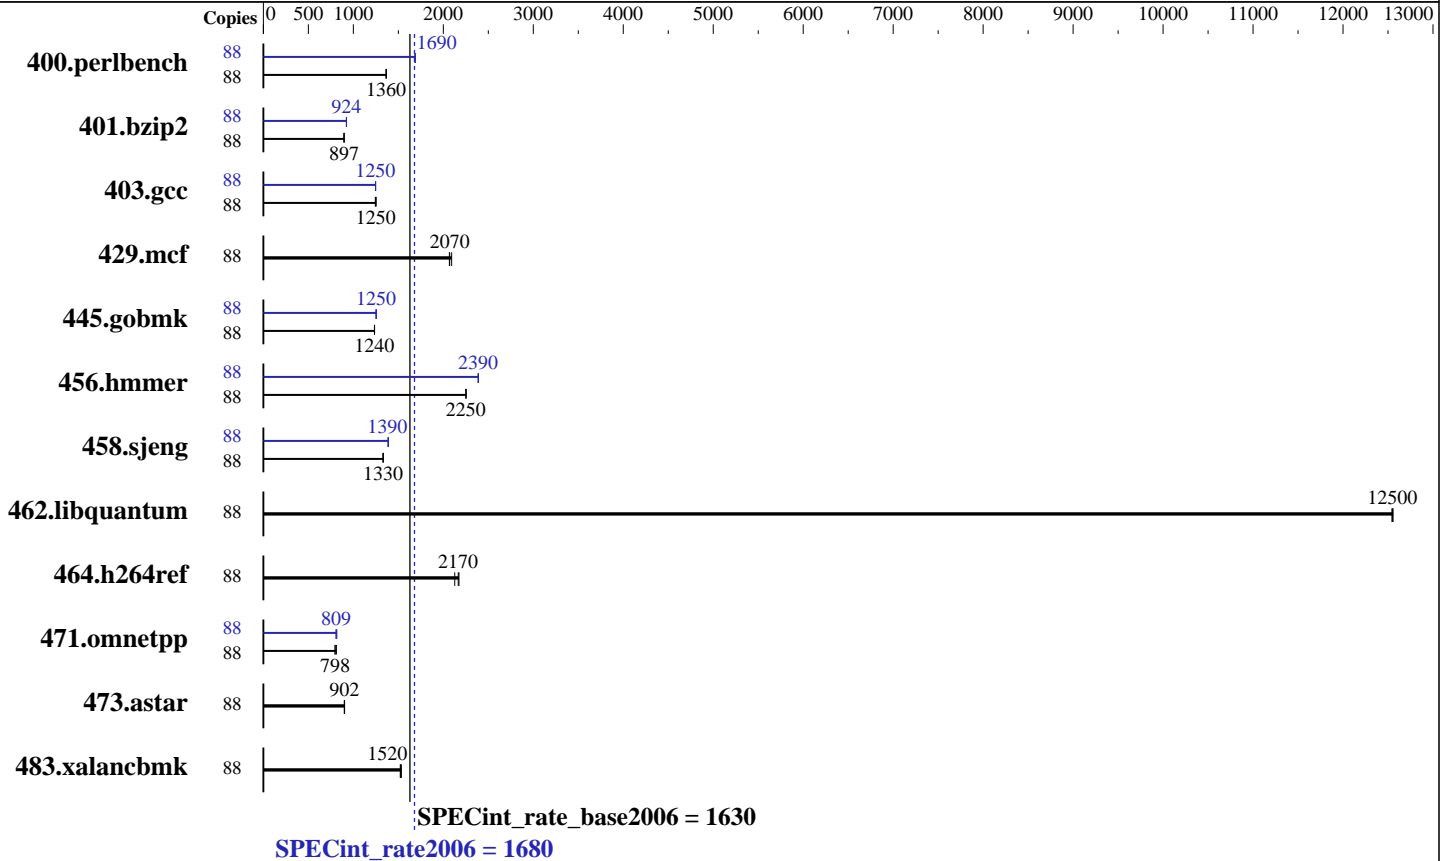 Copies 0 500 1000 2000 3000 4000 5000 6000 7000 8000 9000 10000 11000 12000 13000
400.perlbench 88 1690
88 1360
401.bzip2 88 924
88 897
403.gcc 88 1250
88 1250
429.mcf 88 2070
445.gobmk 88 1250
88 1240
456.hmmer 88 2390
88 2250
458.sjeng 88 1390
88 1330
462.libquantum 88 12500
464.h264ref 88 2170
471.omnetpp 88 809
88 798
473.astar 88 902
483.xalancbmk 88 1520
SPECint_rate_base2006 = 1630
SPECint_rate2006 = 1680